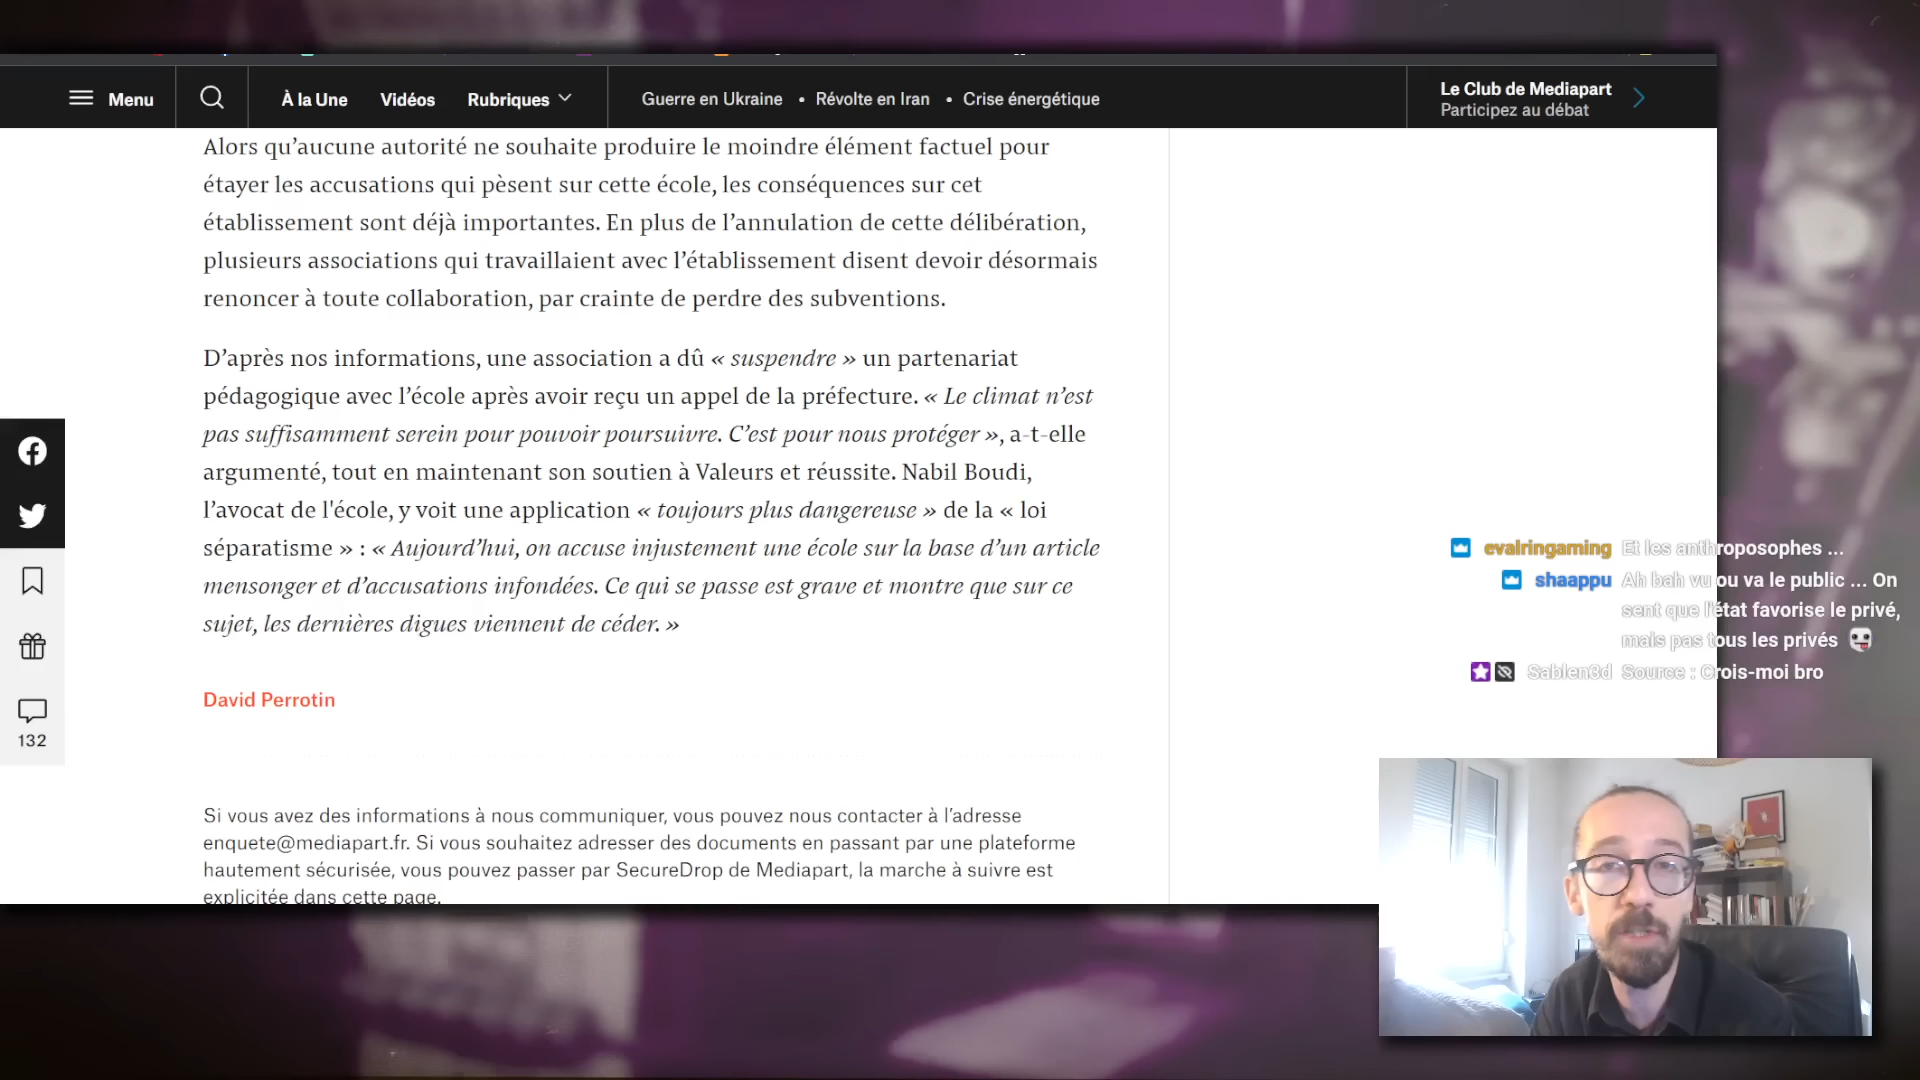 Menu
À la Une
Vidéos
Rubriques
Guerre en Ukraine • Révolte en Iran • Crise énergétique
Le Club de Mediapart
Participez au débat
Alors qu’aucune autorité ne souhaite produire le moindre élément factuel pour
étayer les accusations qui pèsent sur cette école, les conséquences sur cet
établissement sont déjà importantes. En plus de l’annulation de cette délibération,
plusieurs associations qui travaillaient avec l’établissement disent devoir désormais
renoncer à toute collaboration, par crainte de perdre des subventions.
D’après nos informations, une association a dû « suspendre » un partenariat
pédagogique avec l’école après avoir reçu un appel de la préfecture. « Le climat n’est
pas suffisamment serein pour pouvoir poursuivre. C’est pour nous protéger », a-t-elle
argumenté, tout en maintenant son soutien à Valeurs et réussite. Nabil Boudi,
l’avocat de l'école, y voit une application « toujours plus dangereuse » de la « loi
séparatisme » : « Aujourd’hui, on accuse injustement une école sur la base d’un article
mensonger et d’accusations infondées. Ce qui se passe est grave et montre que sur ce
sujet, les dernières digues viennent de céder. »
David Perrotin
132
Si vous avez des informations à nous communiquer, vous pouvez nous contacter à l’adresse
enquete@mediapart.fr. Si vous souhaitez adresser des documents en passant par une plateforme
hautement sécurisée, vous pouvez passer par SecureDrop de Mediapart, la marche à suivre est
explicitée dans cette page.
evalringaming Et les anthroposophes ...
shaappu Ah bah vu ou va le public ... On
sent que l'état favorise le privé,
mais pas tous les privés
Sablen3d Source : Crois-moi bro